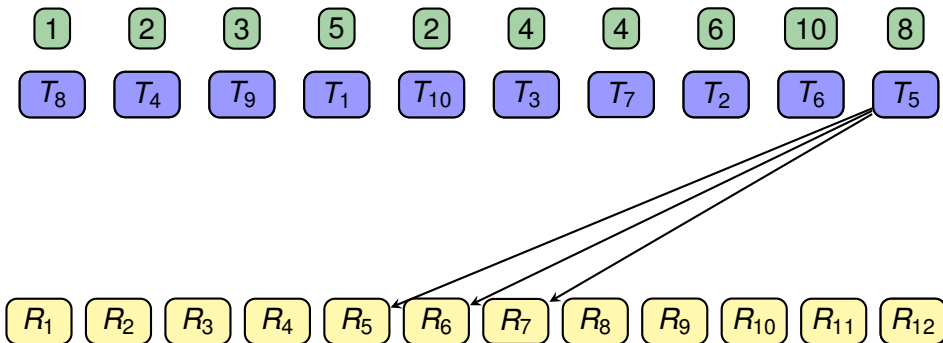 1 2 3 5 2 4 4 6 10 8
T₈ T₄ T₉ T₁ T₁₀ T₃ T₇ T₂ T₆ T₅
R₁ R₂ R₃ R₄ R₅ R₆ R₇ R₈ R₉ R₁₀ R₁₁ R₁₂